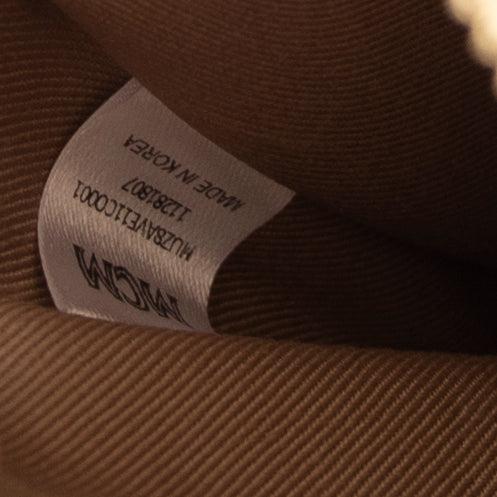 MCM
MUZ8AVE11CO001
11281807
MADE IN KOREA